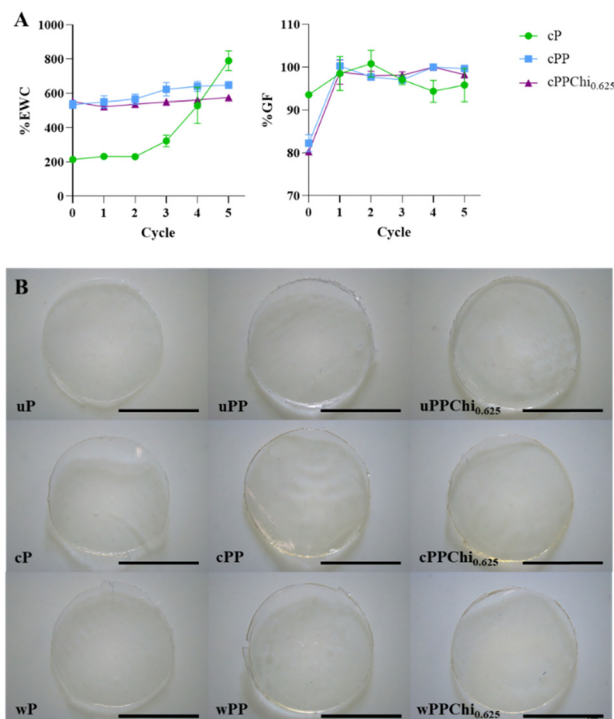 A
%EWC
1000
800
600
400
200
0
0 1 2 3 4 5
Cycle
%GF
110
100
90
80
70
0 1 2 3 4 5
Cycle
cP
cPP
cPPChi0.625
B
uP uPP uPPChi0.625
cP cPP cPPChi0.625
wP wPP wPPChi0.625